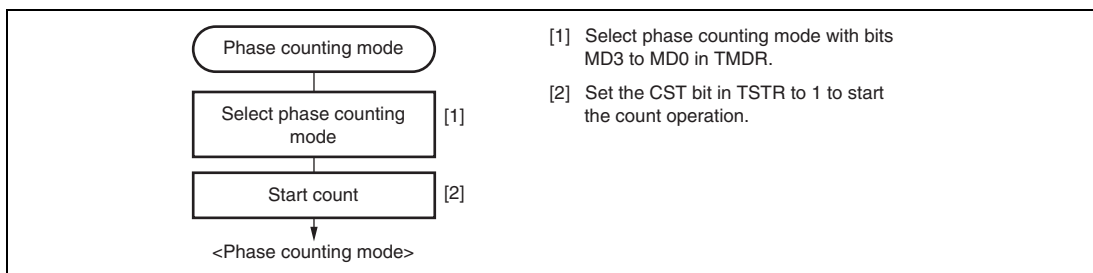 Phase counting mode
Select phase counting
mode
[1]
Start count
[2]
<Phase counting mode>
[1] Select phase counting mode with bits
MD3 to MD0 in TMDR.
[2] Set the CST bit in TSTR to 1 to start
the count operation.